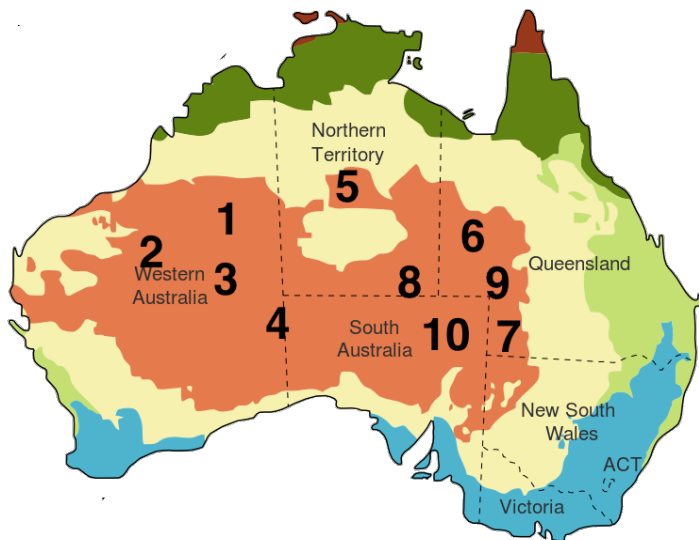 Northern
Territory
5
1
2
6
Queensland
Western
Australia
3
8
9
4
South
Australia
10
7
New South
Wales
ACT
Victoria